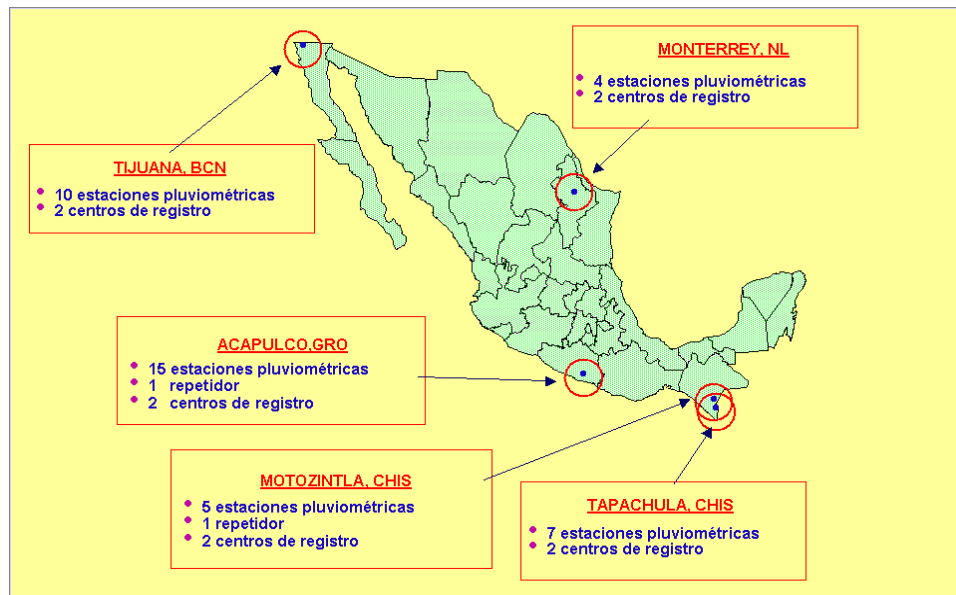 MONTERREY, NL
• 4 estaciones pluviométricas
• 2 centros de registro
TIJUANA, BCN
• 10 estaciones pluviométricas
• 2 centros de registro
ACAPULCO,GRO
• 15 estaciones pluviométricas
• 1 repetidor
• 2 centros de registro
MOTOZINTLA, CHIS
• 5 estaciones pluviométricas
• 1 repetidor
• 2 centros de registro
TAPACHULA, CHIS
• 7 estaciones pluviométricas
• 2 centros de registro